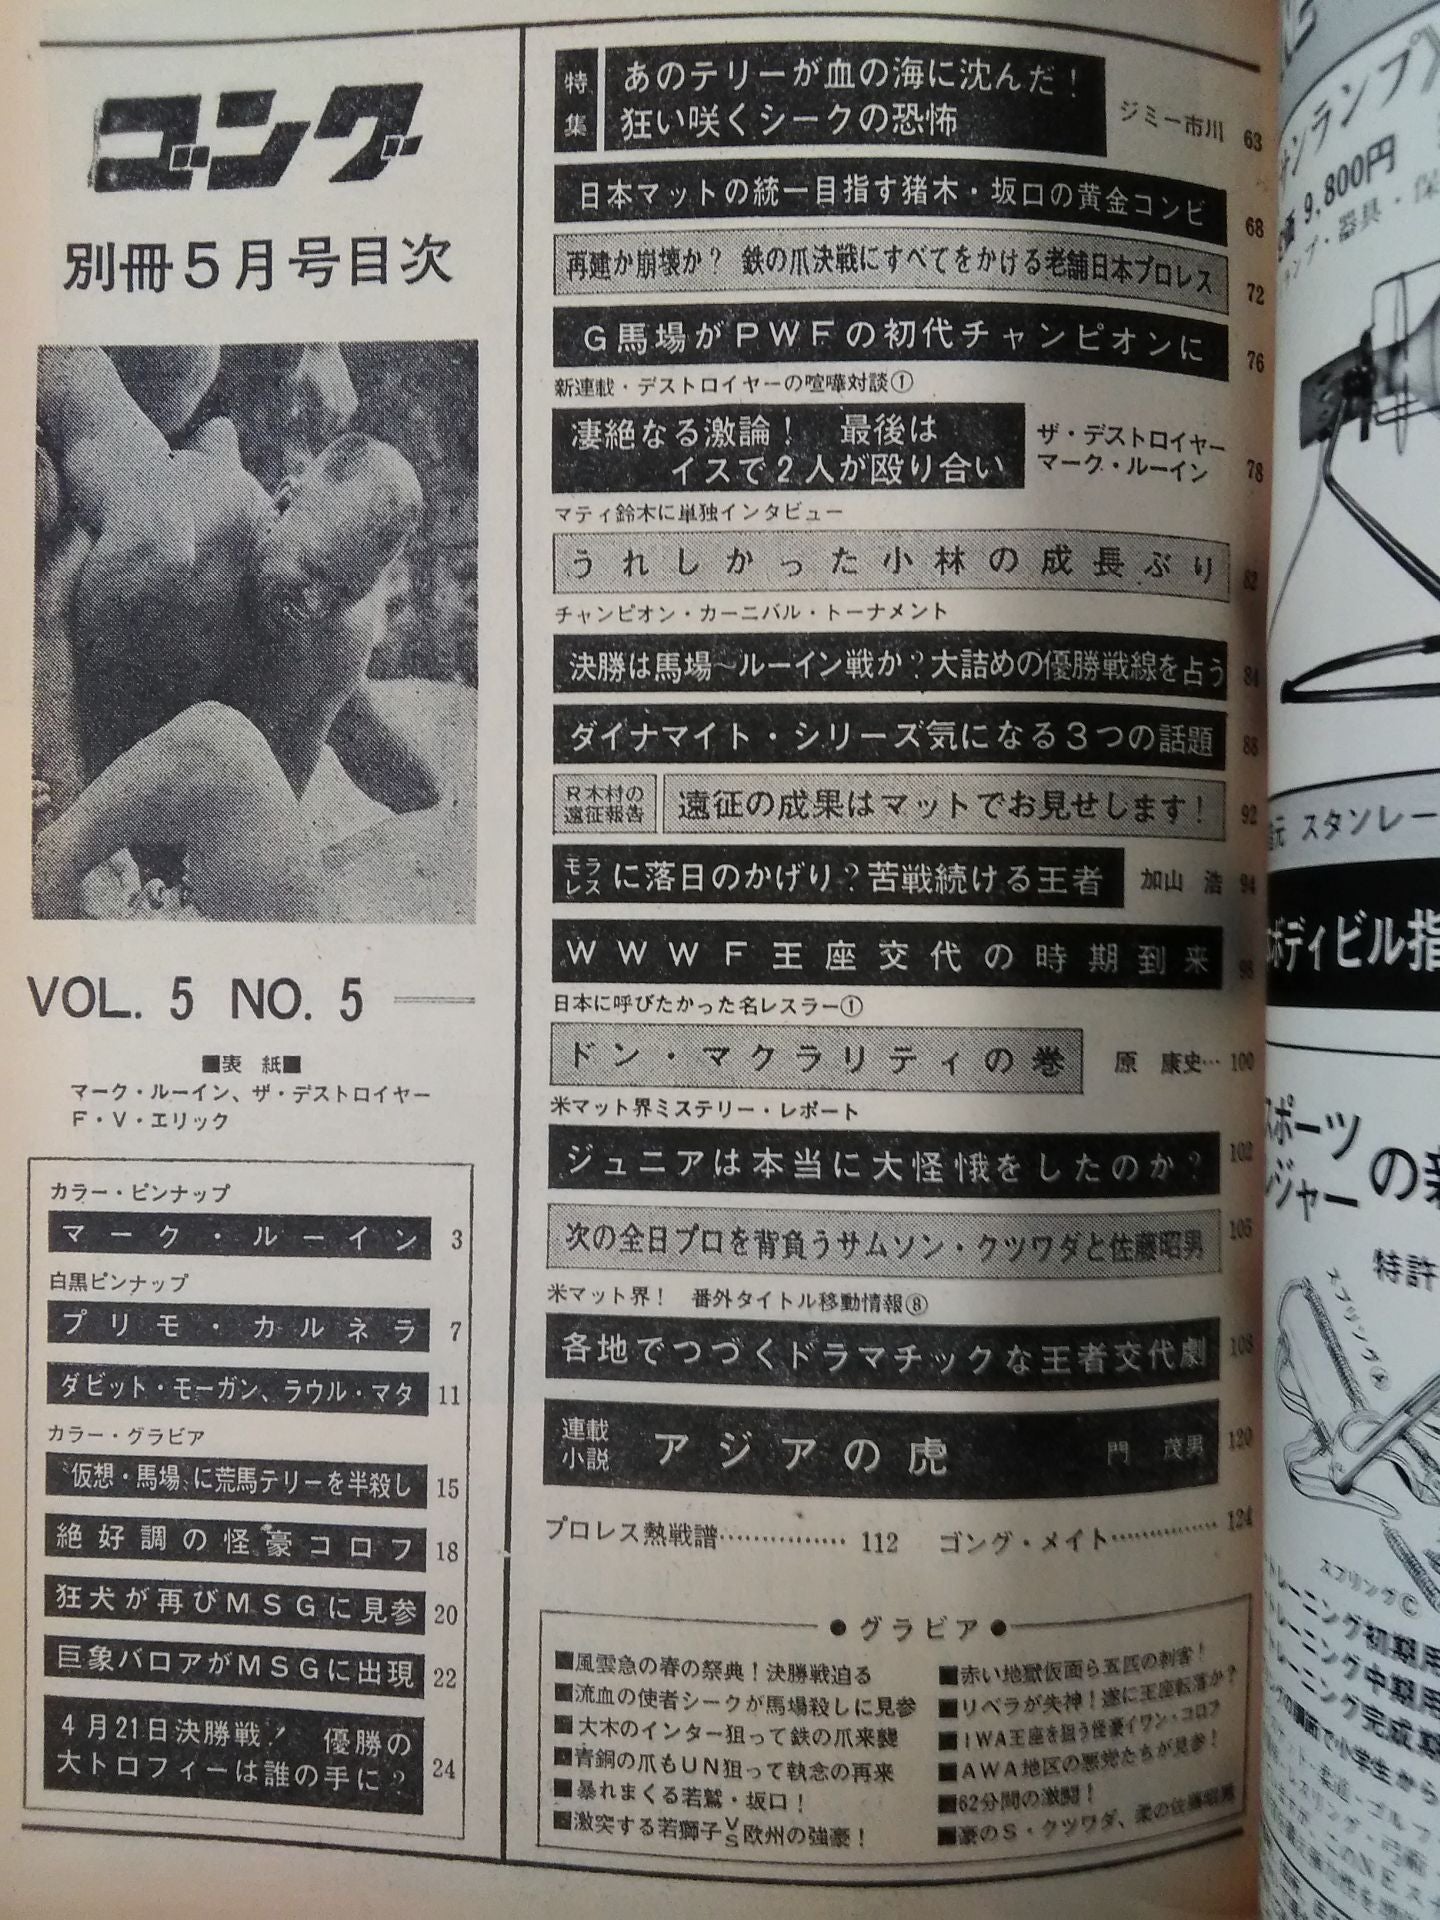 ゴング
別冊5月号目次
VOL. 5 NO. 5
■表 紙■
マーク・ルーイン、ザ・デストロイヤー
F・V・エリック
カラー・ピンナップ
マーク・ルーイン 3
白黒ピンナップ
プリモ・カルネラ 7
ダビット・モーガン、ラウル・マタ 11
カラー・グラビア
〝仮想・馬場〟に荒馬テリーを半殺し 15
絶好調の怪豪コロフ 18
狂犬が再びMSGに見参 20
巨象バロアがMSGに出現 22
4月21日決勝戦! 優勝の
大トロフィーは誰の手に? 24
特集
あのテリーが血の海に沈んだ!
狂い咲くシークの恐怖 ジミー市川 63
日本マットの統一目指す猪木・坂口の黄金コンビ 68
再建か崩壊か? 鉄の爪決戦にすべてをかける老舗日本プロレス 72
G馬場がPWFの初代チャンピオンに 76
新連載・デストロイヤーの喧嘩対談①
凄絶なる激論! 最後は
イスで2人が殴り合い
ザ・デストロイヤー
マーク・ルーイン 78
マティ鈴木に単独インタビュー
うれしかった小林の成長ぶり 82
チャンピオン・カーニバル・トーナメント
決勝は馬場~ルーイン戦か?大詰めの優勝戦線を占う 84
ダイナマイト・シリーズ気になる3つの話題 88
R木村の
遠征報告
遠征の成果はマットでお見せします! 92
モラレスに落日のかげり?苦戦続ける王者 加山 浩 94
WWWF王座交代の時期到来 98
日本に呼びたかった名レスラー①
ドン・マクラリティの巻 原 康史… 100
米マット界ミステリー・レポート
ジュニアは本当に大怪我をしたのか? 102
次の全日プロを背負うサムソン・クツワダと佐藤昭男 105
米マット界! 番外タイトル移動情報⑧
各地でつづくドラマチックな王者交代劇 108
連載小説 アジアの虎 門 茂男 120
プロレス熱戦譜…………… 112 ゴング・メイト…………… 124
●グラビア●
■風雲急の春の祭典!決勝戦迫る
■流血の使者シークが馬場殺しに見参
■大木のインター狙って鉄の爪来襲
■青銅の爪もUN狙って執念の再来
■暴れまくる若鷲・坂口!
■激突する若獅子VS欧州の強豪!
■赤い地獄仮面ら五匹の刺客!
■リベラが失神!遂に王座転落か?
■IWA王座を狙う怪豪イワン・コロフ
■AWA地区の悪党たちが見参!
■62分間の激闘!
■豪のS・クツワダ、柔の佐藤昭男
サンランプ》
9,800円
スタンレー
ボディビル指
スポーツ
の新
特許
スプリングⒶ
スプリングⒸ
トレーニング初期用
トレーニング中期用
トレーニング完成期